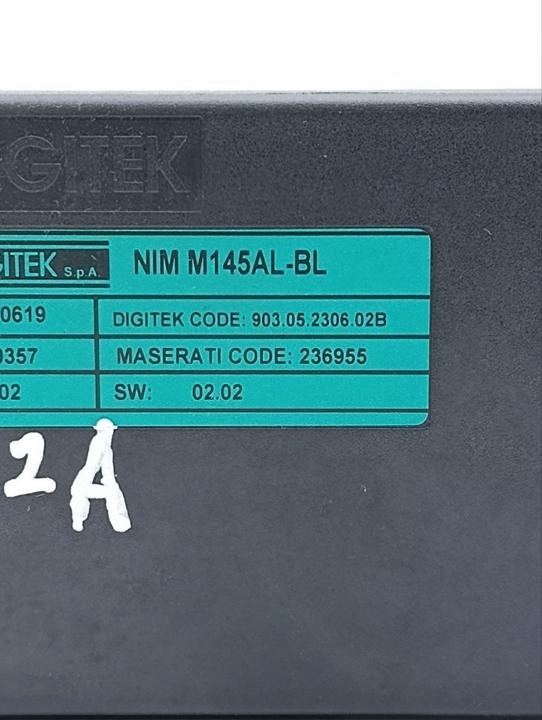 GITEK
GITEK S.p.A. NIM M145AL-BL
0619 DIGITEK CODE: 903.05.2306.02B
0357 MASERATI CODE: 236955
02 SW: 02.02
2A